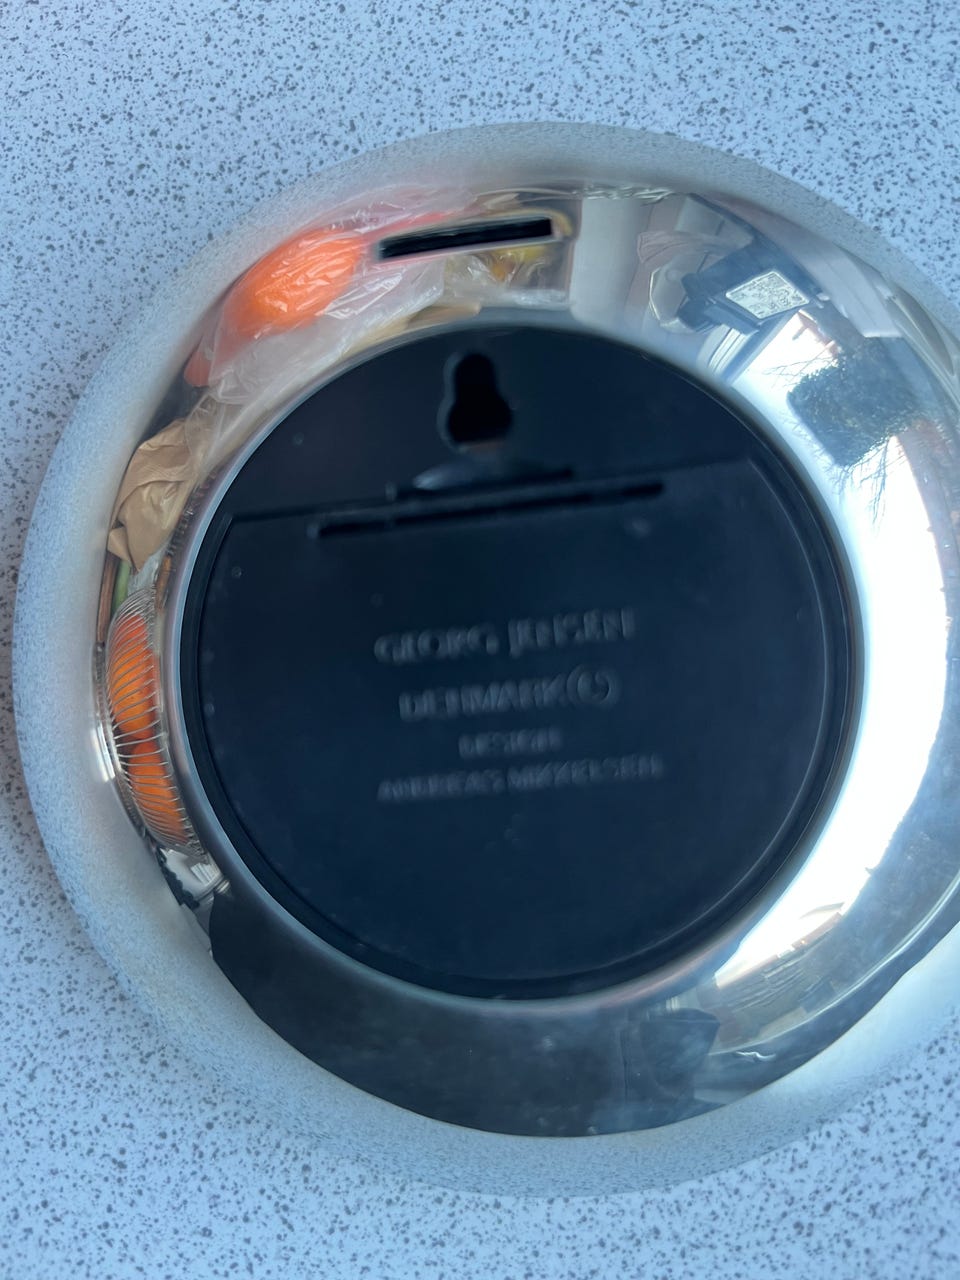 GEORG JENSEN
DENMARK
DESIGN
ANDREAS MIKKELSEN